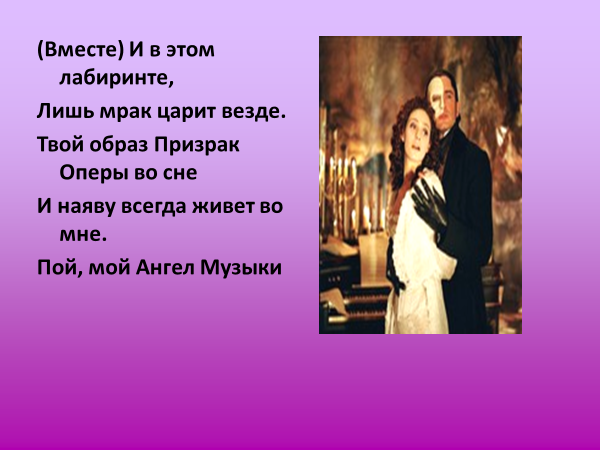 (Вместе) И в этом
лабиринте,
Лишь мрак царит везде.
Твой образ Призрак
Оперы во сне
И наяву всегда живет во
мне.
Пой, мой Ангел Музыки